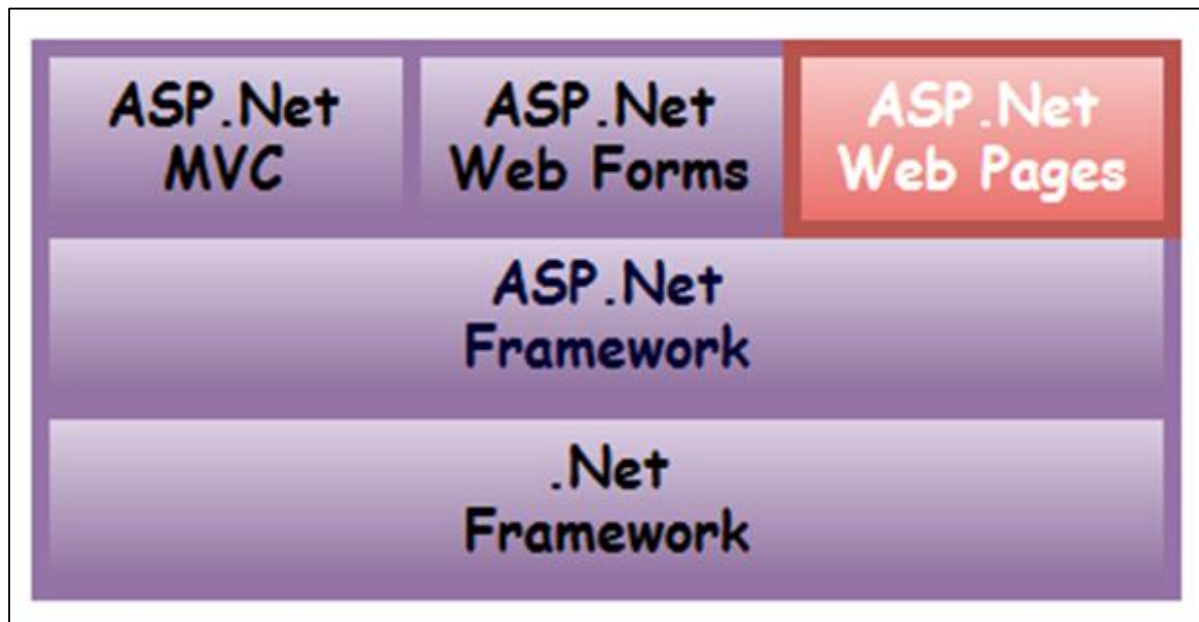 ASP.Net
MVC
ASP.Net
Web Forms
ASP.Net
Web Pages
ASP.Net
Framework
.Net
Framework